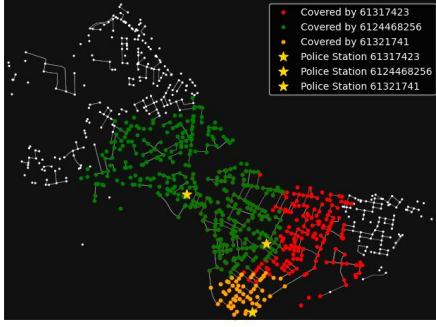 Covered by 61317423
Covered by 6124468256
Covered by 61321741
Police Station 61317423
Police Station 6124468256
Police Station 61321741